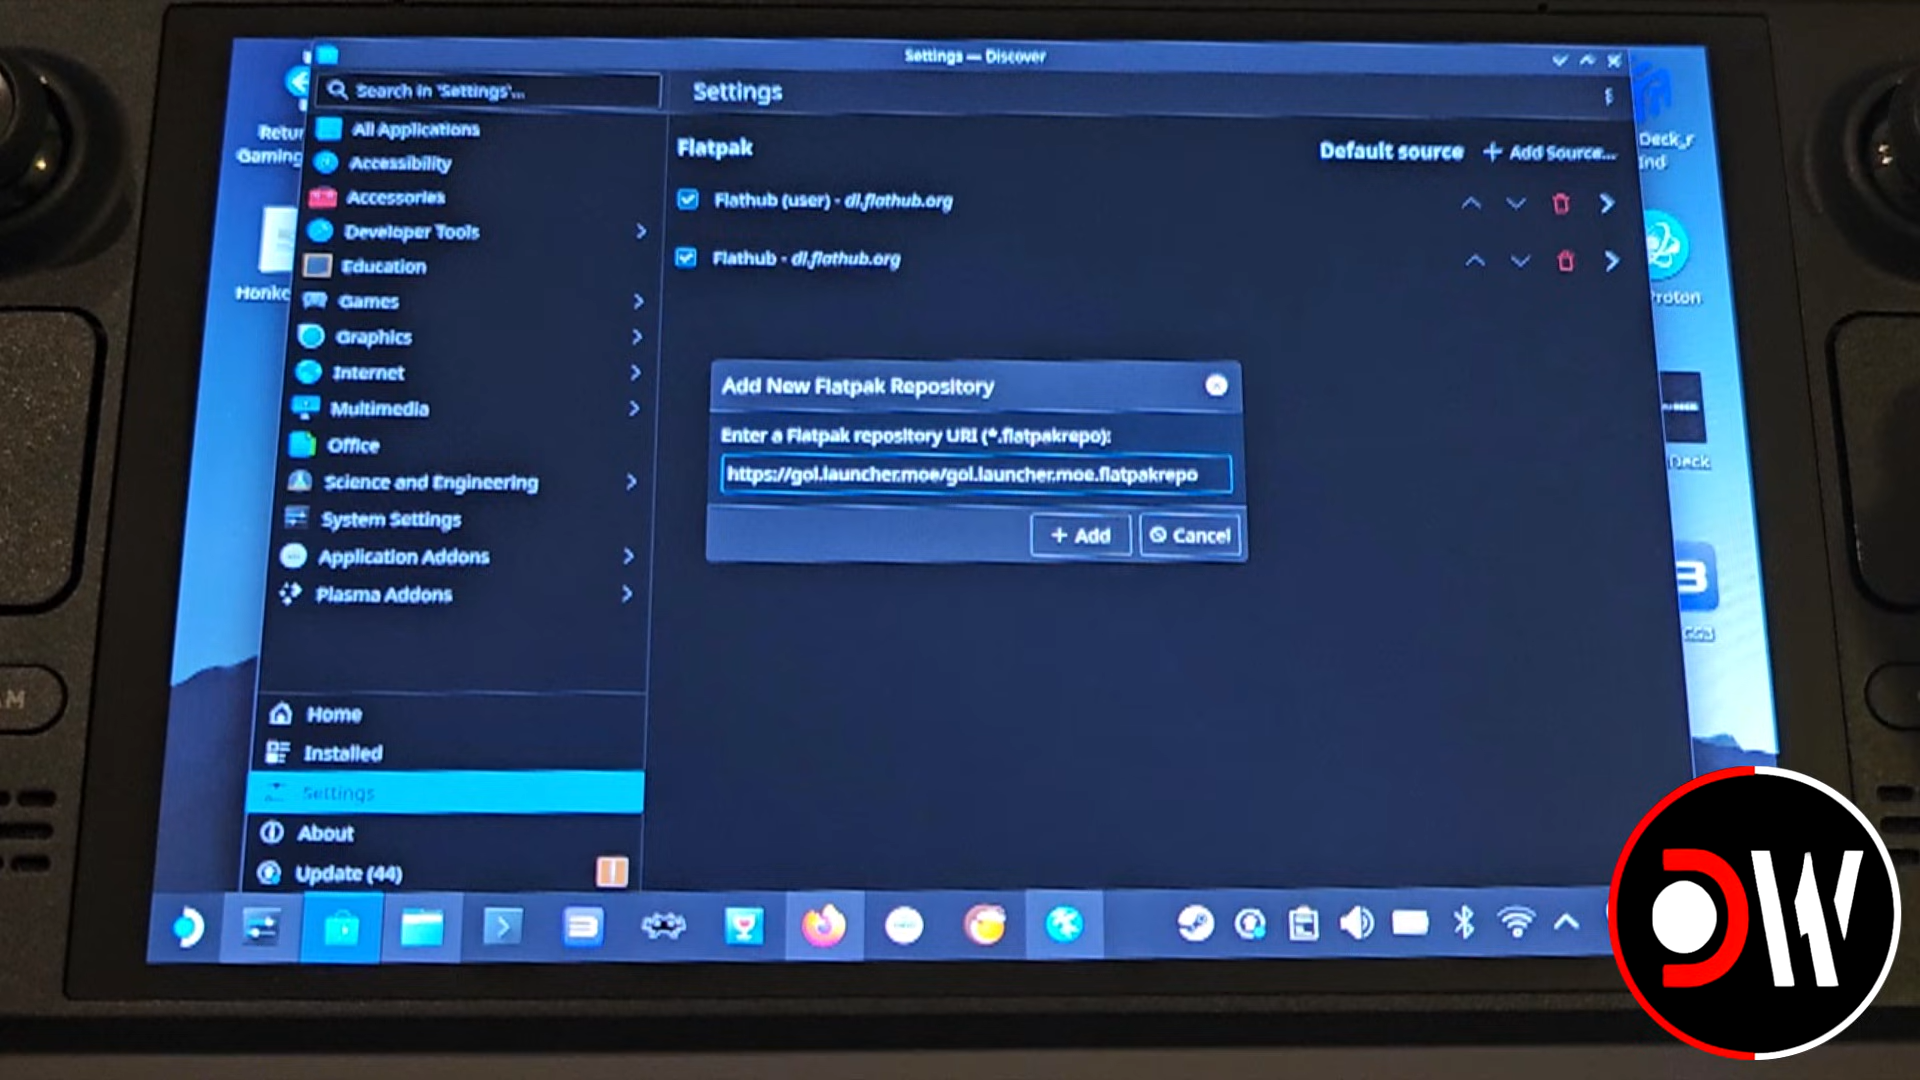 Settings — Discover
Search in 'Settings'...
Settings
All Applications
Accessibility
Accessories
Developer Tools
Education
Games
Graphics
Internet
Multimedia
Office
Science and Engineering
System Settings
Application Addons
Plasma Addons
Home
Installed
Settings
About
Update (44)
Flatpak
Default source
Add Source...
Flathub (user) - dl.flathub.org
Flathub - dl.flathub.org
Add New Flatpak Repository
Enter a Flatpak repository URI (*.flatpakrepo):
https://gol.launcher.moe/gol.launcher.moe.flatpakrepo
+ Add
Cancel
Gaming
Proton
Deck
DW